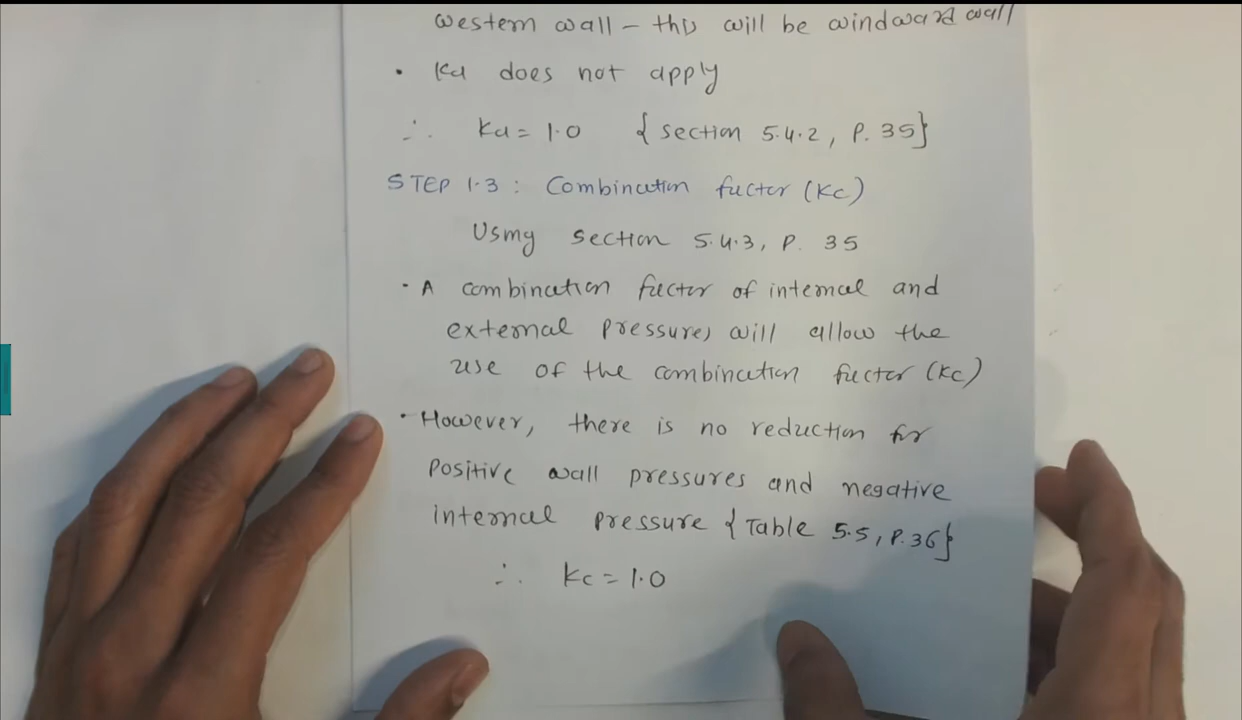 western wall – this will be windward wall
• Ka does not apply
∴ Ka = 1.0 {section 5.4.2, P. 35}
STEP 1.3 : Combination factor (Kc)
Using section 5.4.3, P. 35
• A combination factor of internal and
external pressures will allow the
use of the combination factor (Kc)
• However, there is no reduction for
positive wall pressures and negative
internal pressure {Table 5.5, P.36}
∴ Kc = 1.0